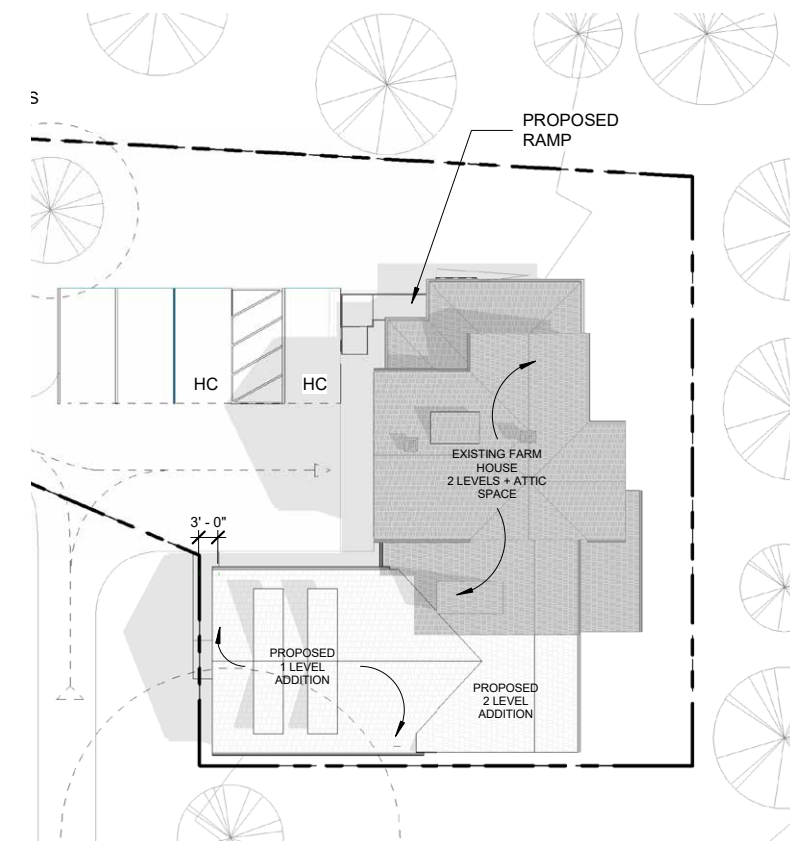 S
PROPOSED
RAMP
HC
HC
EXISTING FARM
HOUSE
2 LEVELS + ATTIC
SPACE
3' - 0"
PROPOSED
1 LEVEL
ADDITION
PROPOSED
2 LEVEL
ADDITION